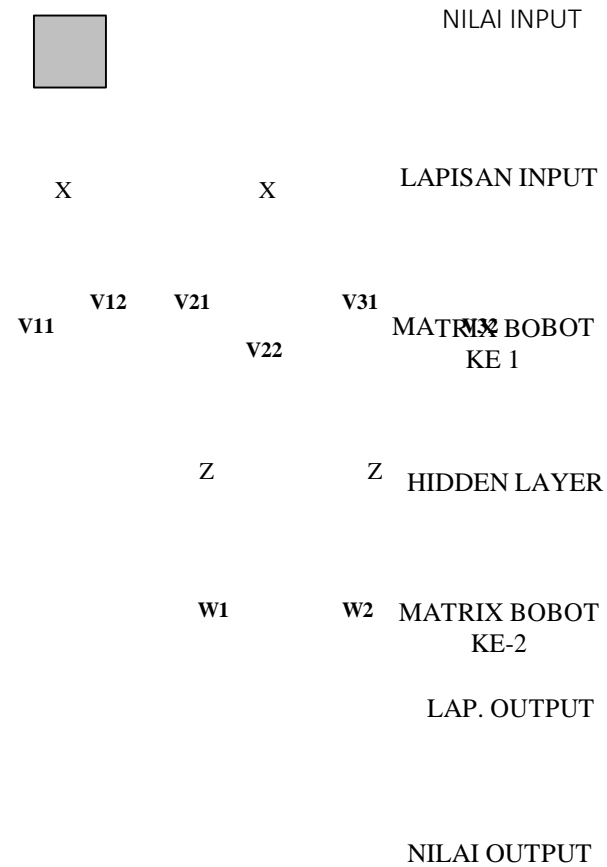 NILAI INPUT
LAPISAN INPUT
X X
V12 V21 V31
V11 V32
MATRIX BOBOT
V22
KE 1
Z Z
HIDDEN LAYER
W1 W2
MATRIX BOBOT
KE-2
LAP. OUTPUT
NILAI OUTPUT